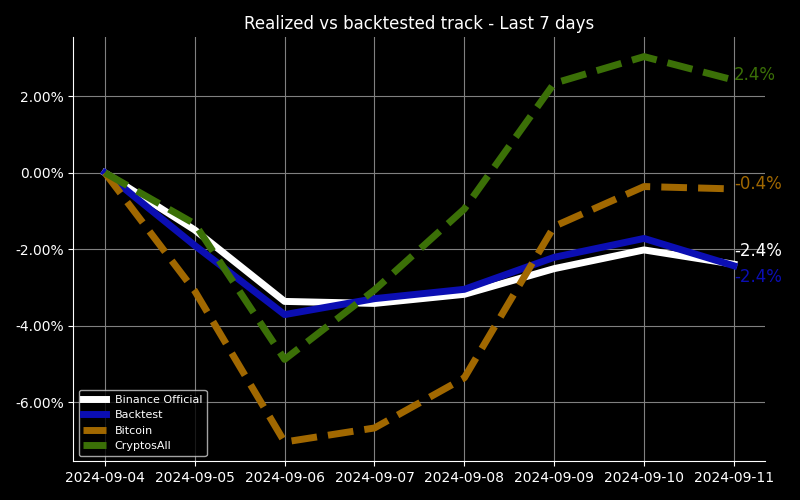 Realized vs backtested track - Last 7 days
2.4%
2.00%
0.00%
-0.4%
-2.00%
-2.4%
-2.4%
-4.00%
-6.00%
Binance Official
Backtest
Bitcoin
CryptosAll
2024-09-04 2024-09-05 2024-09-06 2024-09-07 2024-09-08 2024-09-09 2024-09-10 2024-09-11